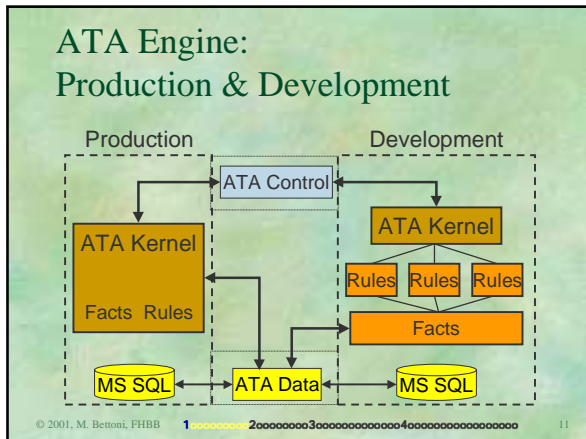 ATA Engine:
Production & Development
Production
Development
ATA Control
ATA Kernel
Facts Rules
ATA Kernel
Rules Rules Rules
Facts
MS SQL
ATA Data
MS SQL
© 2001, M. Bettoni, FHBB
1ooooooooo2oooooooo3ooooooooooooo4ooooooooooooooooo
11